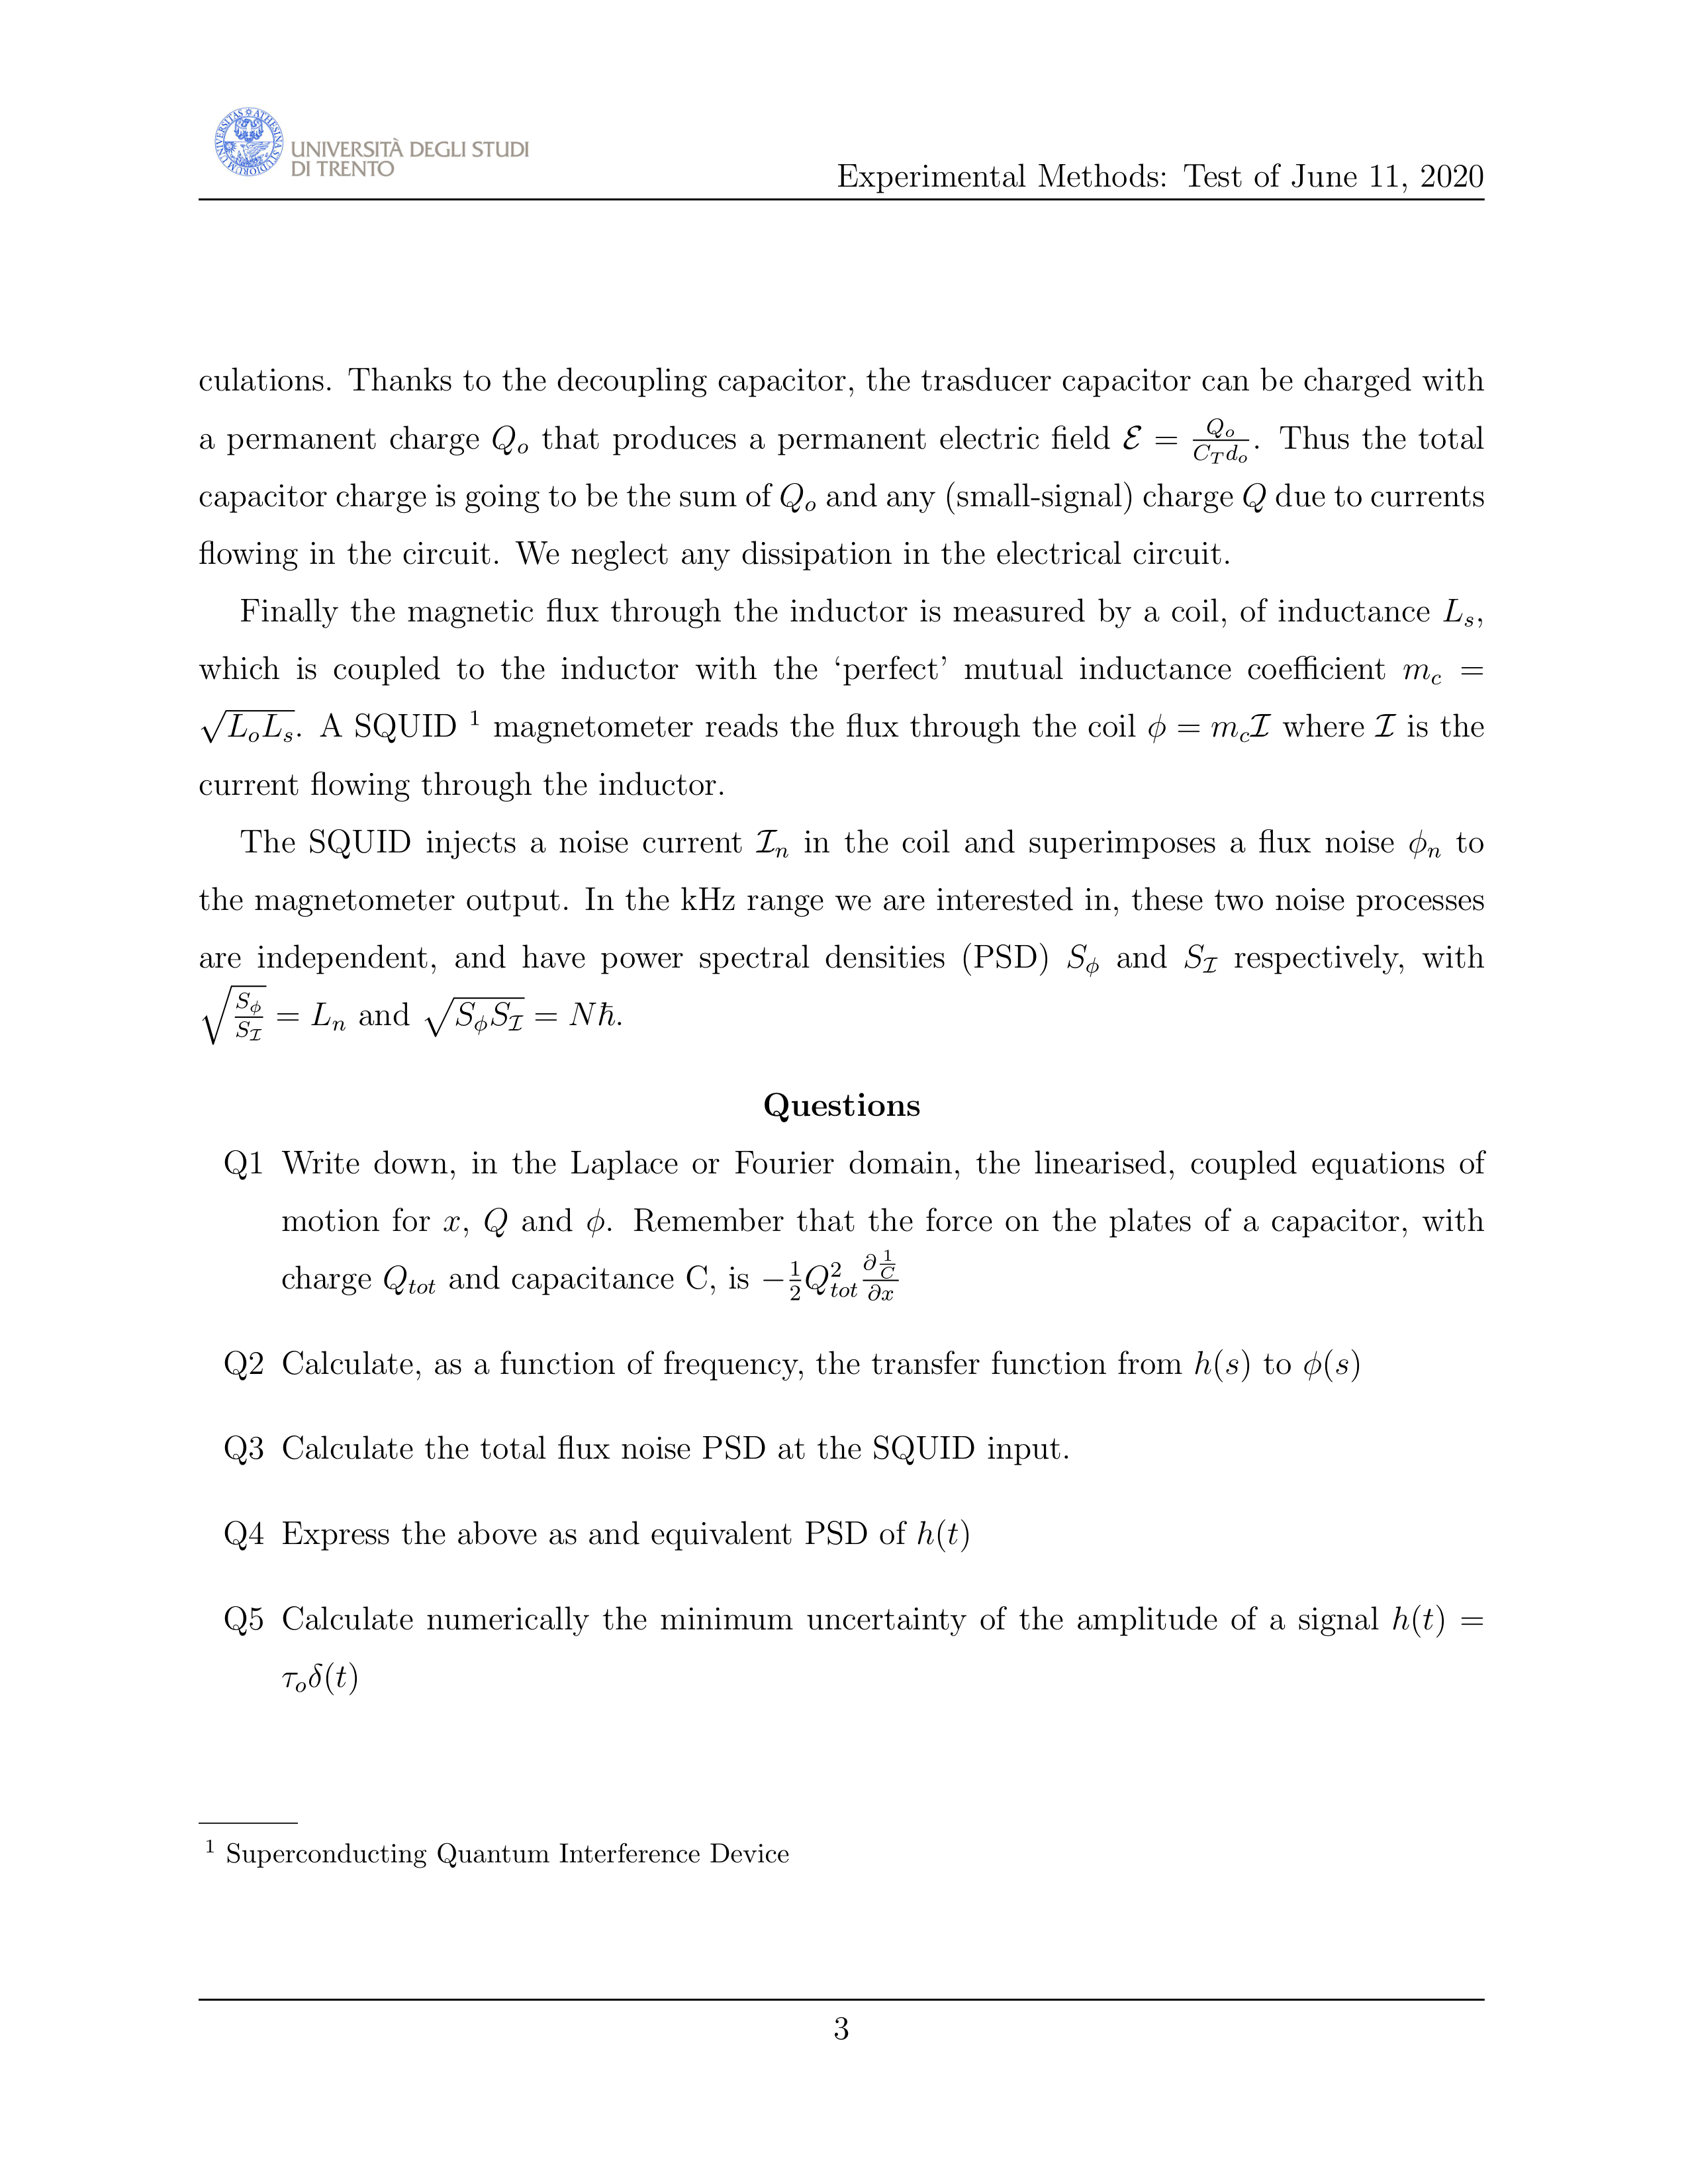 UNIVERSITÀ DEGLI STUDI
DI TRENTO
Experimental Methods: Test of June 11, 2020
culations. Thanks to the decoupling capacitor, the trasducer capacitor can be charged with
a permanent charge $Q_o$ that produces a permanent electric field $\mathcal{E} = \frac{Q_o}{C_T d_o}$. Thus the total
capacitor charge is going to be the sum of $Q_o$ and any (small-signal) charge $Q$ due to currents
flowing in the circuit. We neglect any dissipation in the electrical circuit.
Finally the magnetic flux through the inductor is measured by a coil, of inductance $L_s$,
which is coupled to the inductor with the ‘perfect’ mutual inductance coefficient $m_c =$
$\sqrt{L_o L_s}$. A SQUID $^1$ magnetometer reads the flux through the coil $\phi = m_c \mathcal{I}$ where $\mathcal{I}$ is the
current flowing through the inductor.
The SQUID injects a noise current $\mathcal{I}_n$ in the coil and superimposes a flux noise $\phi_n$ to
the magnetometer output. In the kHz range we are interested in, these two noise processes
are independent, and have power spectral densities (PSD) $S_\phi$ and $S_\mathcal{I}$ respectively, with
$\sqrt{\frac{S_\phi}{S_\mathcal{I}}} = L_n$ and $\sqrt{S_\phi S_\mathcal{I}} = N\hbar$.
Questions
Q1 Write down, in the Laplace or Fourier domain, the linearised, coupled equations of
motion for $x$, $Q$ and $\phi$. Remember that the force on the plates of a capacitor, with
charge $Q_{tot}$ and capacitance C, is $-\frac{1}{2}Q_{tot}^2 \frac{\partial \frac{1}{C}}{\partial x}$
Q2 Calculate, as a function of frequency, the transfer function from $h(s)$ to $\phi(s)$
Q3 Calculate the total flux noise PSD at the SQUID input.
Q4 Express the above as and equivalent PSD of $h(t)$
Q5 Calculate numerically the minimum uncertainty of the amplitude of a signal $h(t) =$
$\tau_o \delta(t)$
$^1$ Superconducting Quantum Interference Device
3